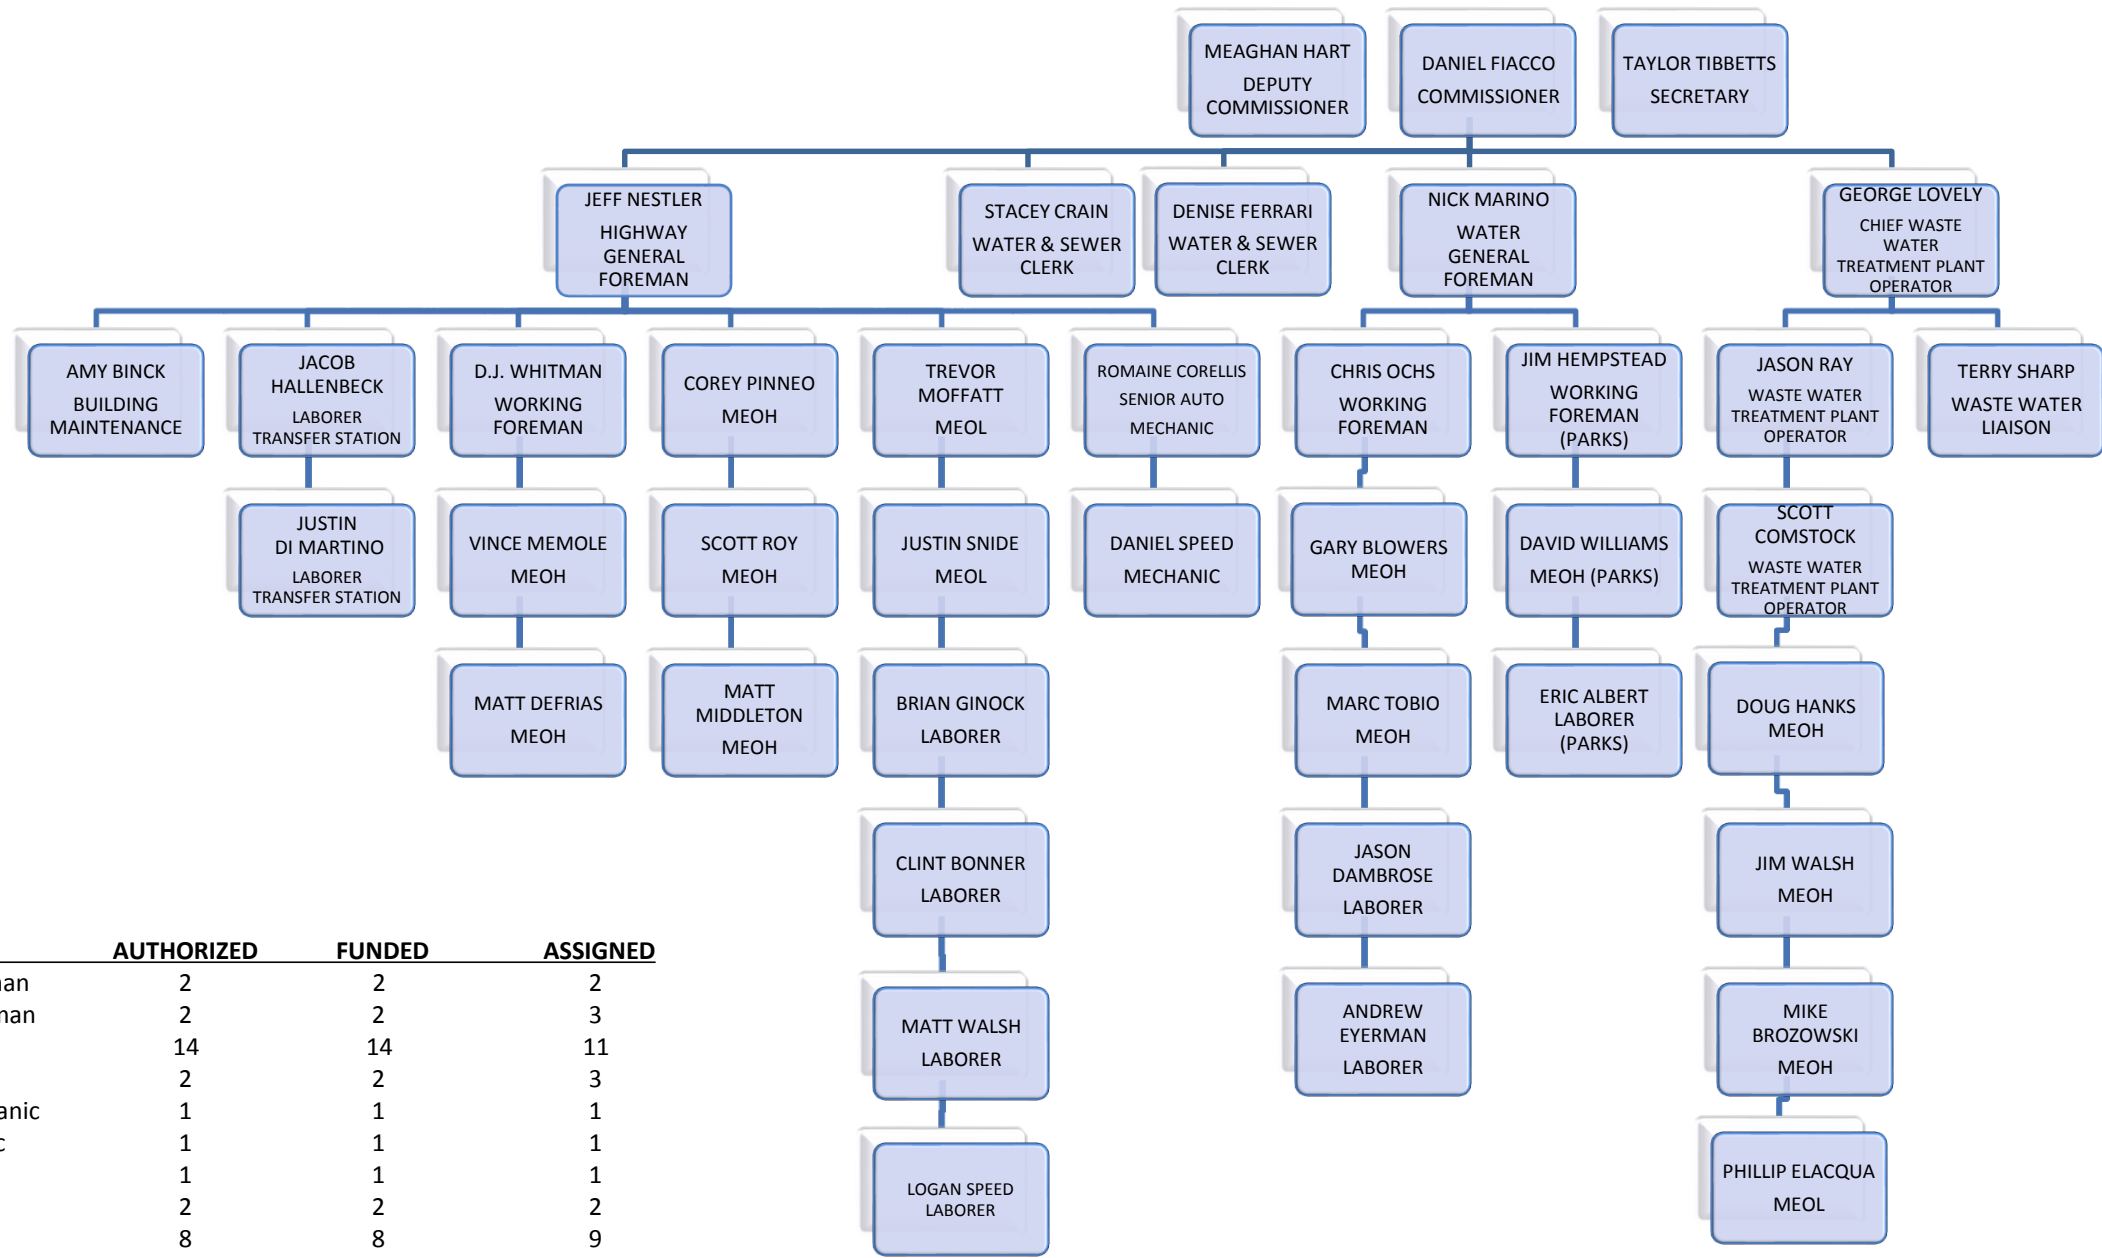 MEAGHAN HART
DEPUTY
COMMISSIONER
DANIEL FIACCO
COMMISSIONER
TAYLOR TIBBETTS
SECRETARY
JEFF NESTLER
HIGHWAY
GENERAL
FOREMAN
STACEY CRAIN
WATER & SEWER
CLERK
DENISE FERRARI
WATER & SEWER
CLERK
NICK MARINO
WATER
GENERAL
FOREMAN
GEORGE LOVELY
CHIEF WASTE
WATER
TREATMENT PLANT
OPERATOR
AMY BINCK
BUILDING
MAINTENANCE
JACOB
HALLENBECK
LABORER
TRANSFER STATION
D.J. WHITMAN
WORKING
FOREMAN
COREY PINNEO
MEOH
TREVOR
MOFFATT
MEOL
ROMAINE CORELLIS
SENIOR AUTO
MECHANIC
CHRIS OCHS
WORKING
FOREMAN
JIM HEMPSTEAD
WORKING
FOREMAN
(PARKS)
JASON RAY
WASTE WATER
TREATMENT PLANT
OPERATOR
TERRY SHARP
WASTE WATER
LIAISON
JUSTIN
DI MARTINO
LABORER
TRANSFER STATION
VINCE MEMOLE
MEOH
SCOTT ROY
MEOH
JUSTIN SNIDE
MEOL
DANIEL SPEED
MECHANIC
GARY BLOWERS
MEOH
DAVID WILLIAMS
MEOH (PARKS)
SCOTT
COMSTOCK
WASTE WATER
TREATMENT PLANT
OPERATOR
MATT DEFRIAS
MEOH
MATT
MIDDLETON
MEOH
BRIAN GINOCK
LABORER
MARC TOBIO
MEOH
ERIC ALBERT
LABORER
(PARKS)
DOUG HANKS
MEOH
CLINT BONNER
LABORER
JASON
DAMBROSE
LABORER
JIM WALSH
MEOH
MATT WALSH
LABORER
ANDREW
EYERMAN
LABORER
MIKE
BROZOWSKI
MEOH
LOGAN SPEED
LABORER
PHILLIP ELACQUA
MEOL
AUTHORIZED FUNDED ASSIGNED
2 2 2
2 2 3
14 14 11
2 2 3
1 1 1
1 1 1
1 1 1
2 2 2
8 8 9